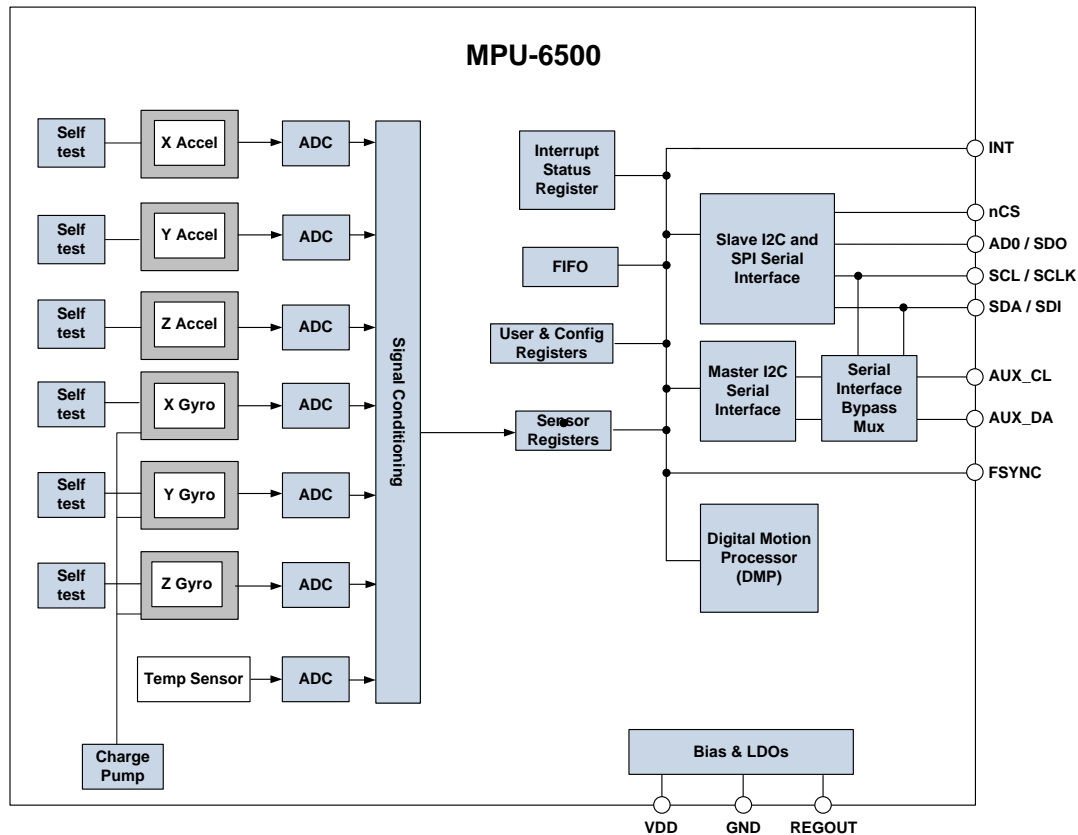 MPU-6500
Self
test
X Accel
ADC
Self
test
Y Accel
ADC
Self
test
Z Accel
ADC
Self
test
X Gyro
ADC
Self
test
Y Gyro
ADC
Self
test
Z Gyro
ADC
Temp Sensor
ADC
Charge
Pump
Signal Conditioning
Interrupt
Status
Register
FIFO
User & Config
Registers
Sensor
Registers
Slave I2C and
SPI Serial
Interface
Master I2C
Serial
Interface
Serial
Interface
Bypass
Mux
Digital Motion
Processor
(DMP)
Bias & LDOs
INT
nCS
AD0 / SDO
SCL / SCLK
SDA / SDI
AUX_CL
AUX_DA
FSYNC
VDD
GND
REGOUT